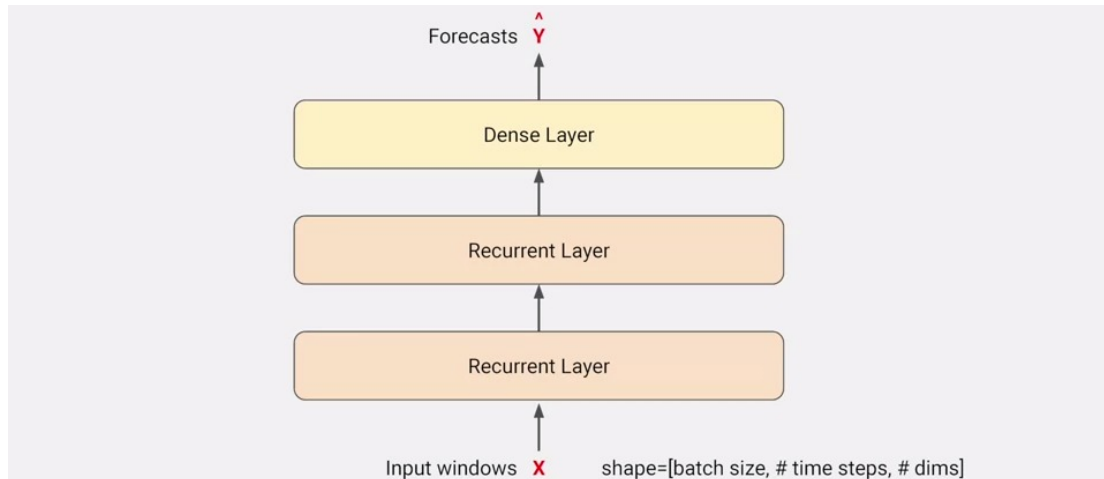 Forecasts Ŷ
Dense Layer
Recurrent Layer
Recurrent Layer
Input windows X shape=[batch size, # time steps, # dims]